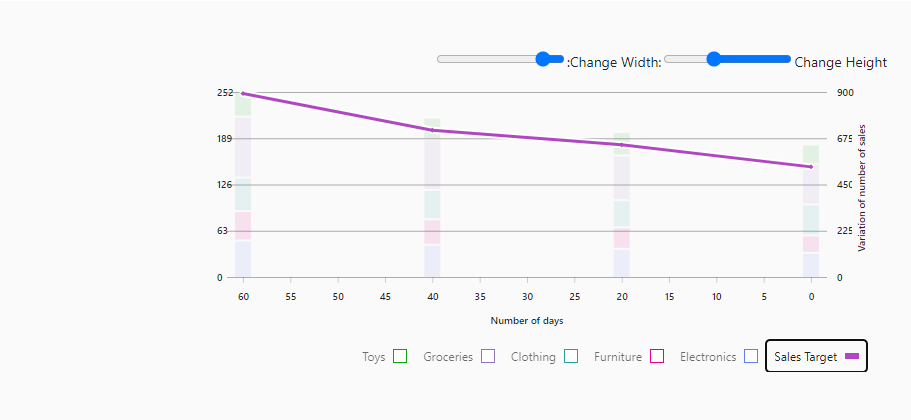 :Change Width: Change Height
252 900
189 675
126 450
63 225
0 0
Variation of number of sales
60 55 50 45 40 35 30 25 20 15 10 5 0
Number of days
Toys Groceries Clothing Furniture Electronics Sales Target